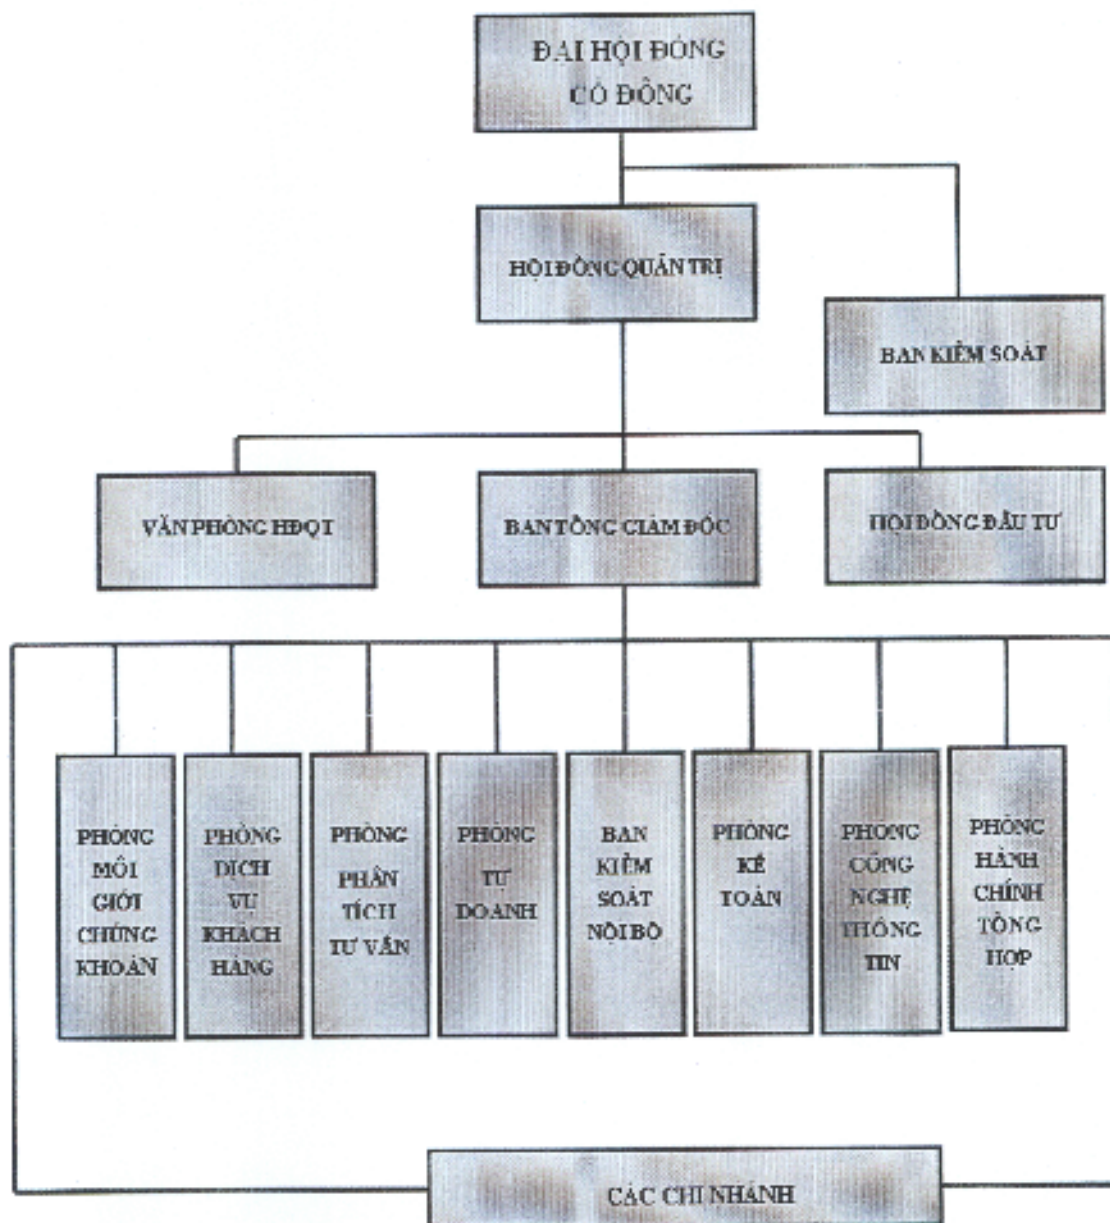 ĐẠI HỘI ĐỒNG
CỔ ĐÔNG
HỘI ĐỒNG QUẢN TRỊ
BAN KIỂM SOÁT
VĂN PHÒNG HĐQT
BAN TỔNG GIÁM ĐỐC
HỘI ĐỒNG ĐẦU TƯ
PHÒNG
MÔI
GIỚI
CHỨNG
KHOÁN
PHÒNG
DỊCH
VỤ
KHÁCH
HÀNG
PHÒNG
PHÂN
TÍCH
TƯ VẤN
PHÒNG
TỰ
DOANH
BAN
KIỂM
SOÁT
NỘI BỘ
PHÒNG
KẾ
TOÁN
PHÒNG
CÔNG
NGHỆ
THÔNG
TIN
PHÒNG
HÀNH
CHÍNH
TỔNG
HỢP
CÁC CHI NHÁNH